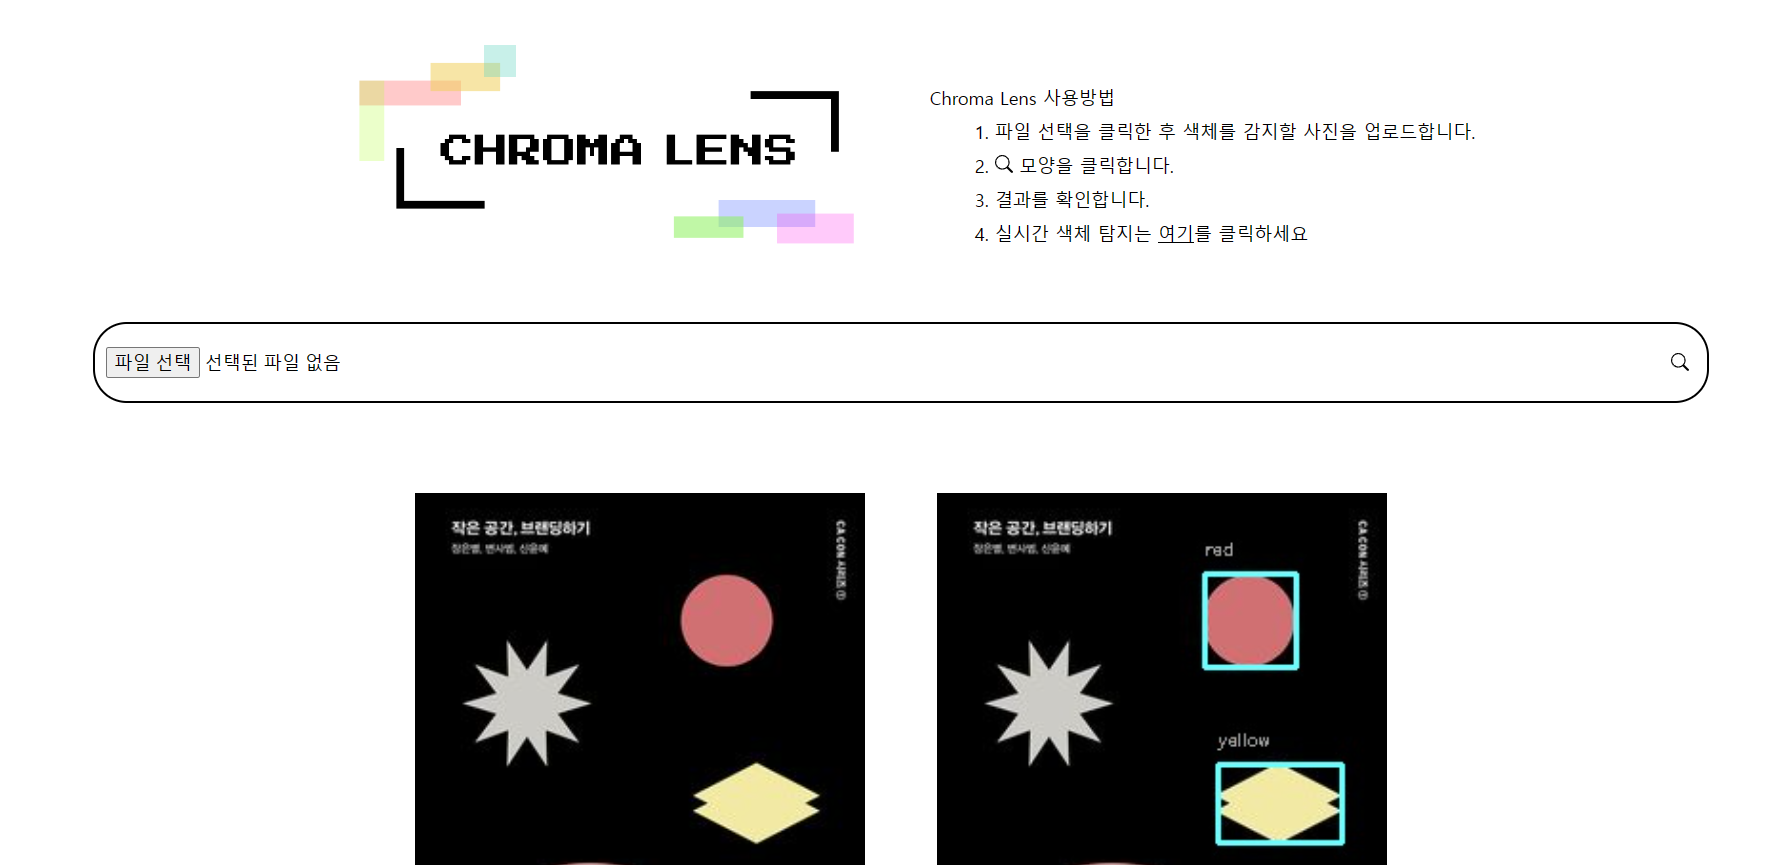 CHROMA LENS
Chroma Lens 사용방법
1. 파일 선택을 클릭한 후 색체를 감지할 사진을 업로드합니다.
2. 모양을 클릭합니다.
3. 결과를 확인합니다.
4. 실시간 색체 탐지는 여기를 클릭하세요
파일 선택 선택된 파일 없음
작은 공간, 브랜딩하기
CA CON 시리즈
작은 공간, 브랜딩하기
CA CON 시리즈
red
yellow